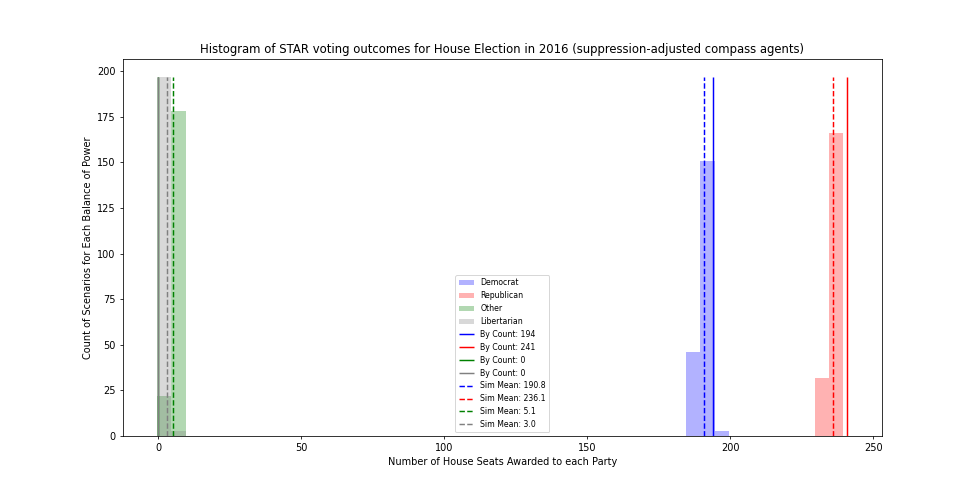 Histogram of STAR voting outcomes for House Election in 2016 (suppression-adjusted compass agents)
200
175
150
125
100
75
50
25
0
Count of Scenarios for Each Balance of Power
Democrat
Republican
Other
Libertarian
By Count: 194
By Count: 241
By Count: 0
By Count: 0
Sim Mean: 190.8
Sim Mean: 236.1
Sim Mean: 5.1
Sim Mean: 3.0
0 50 100 150 200 250
Number of House Seats Awarded to each Party